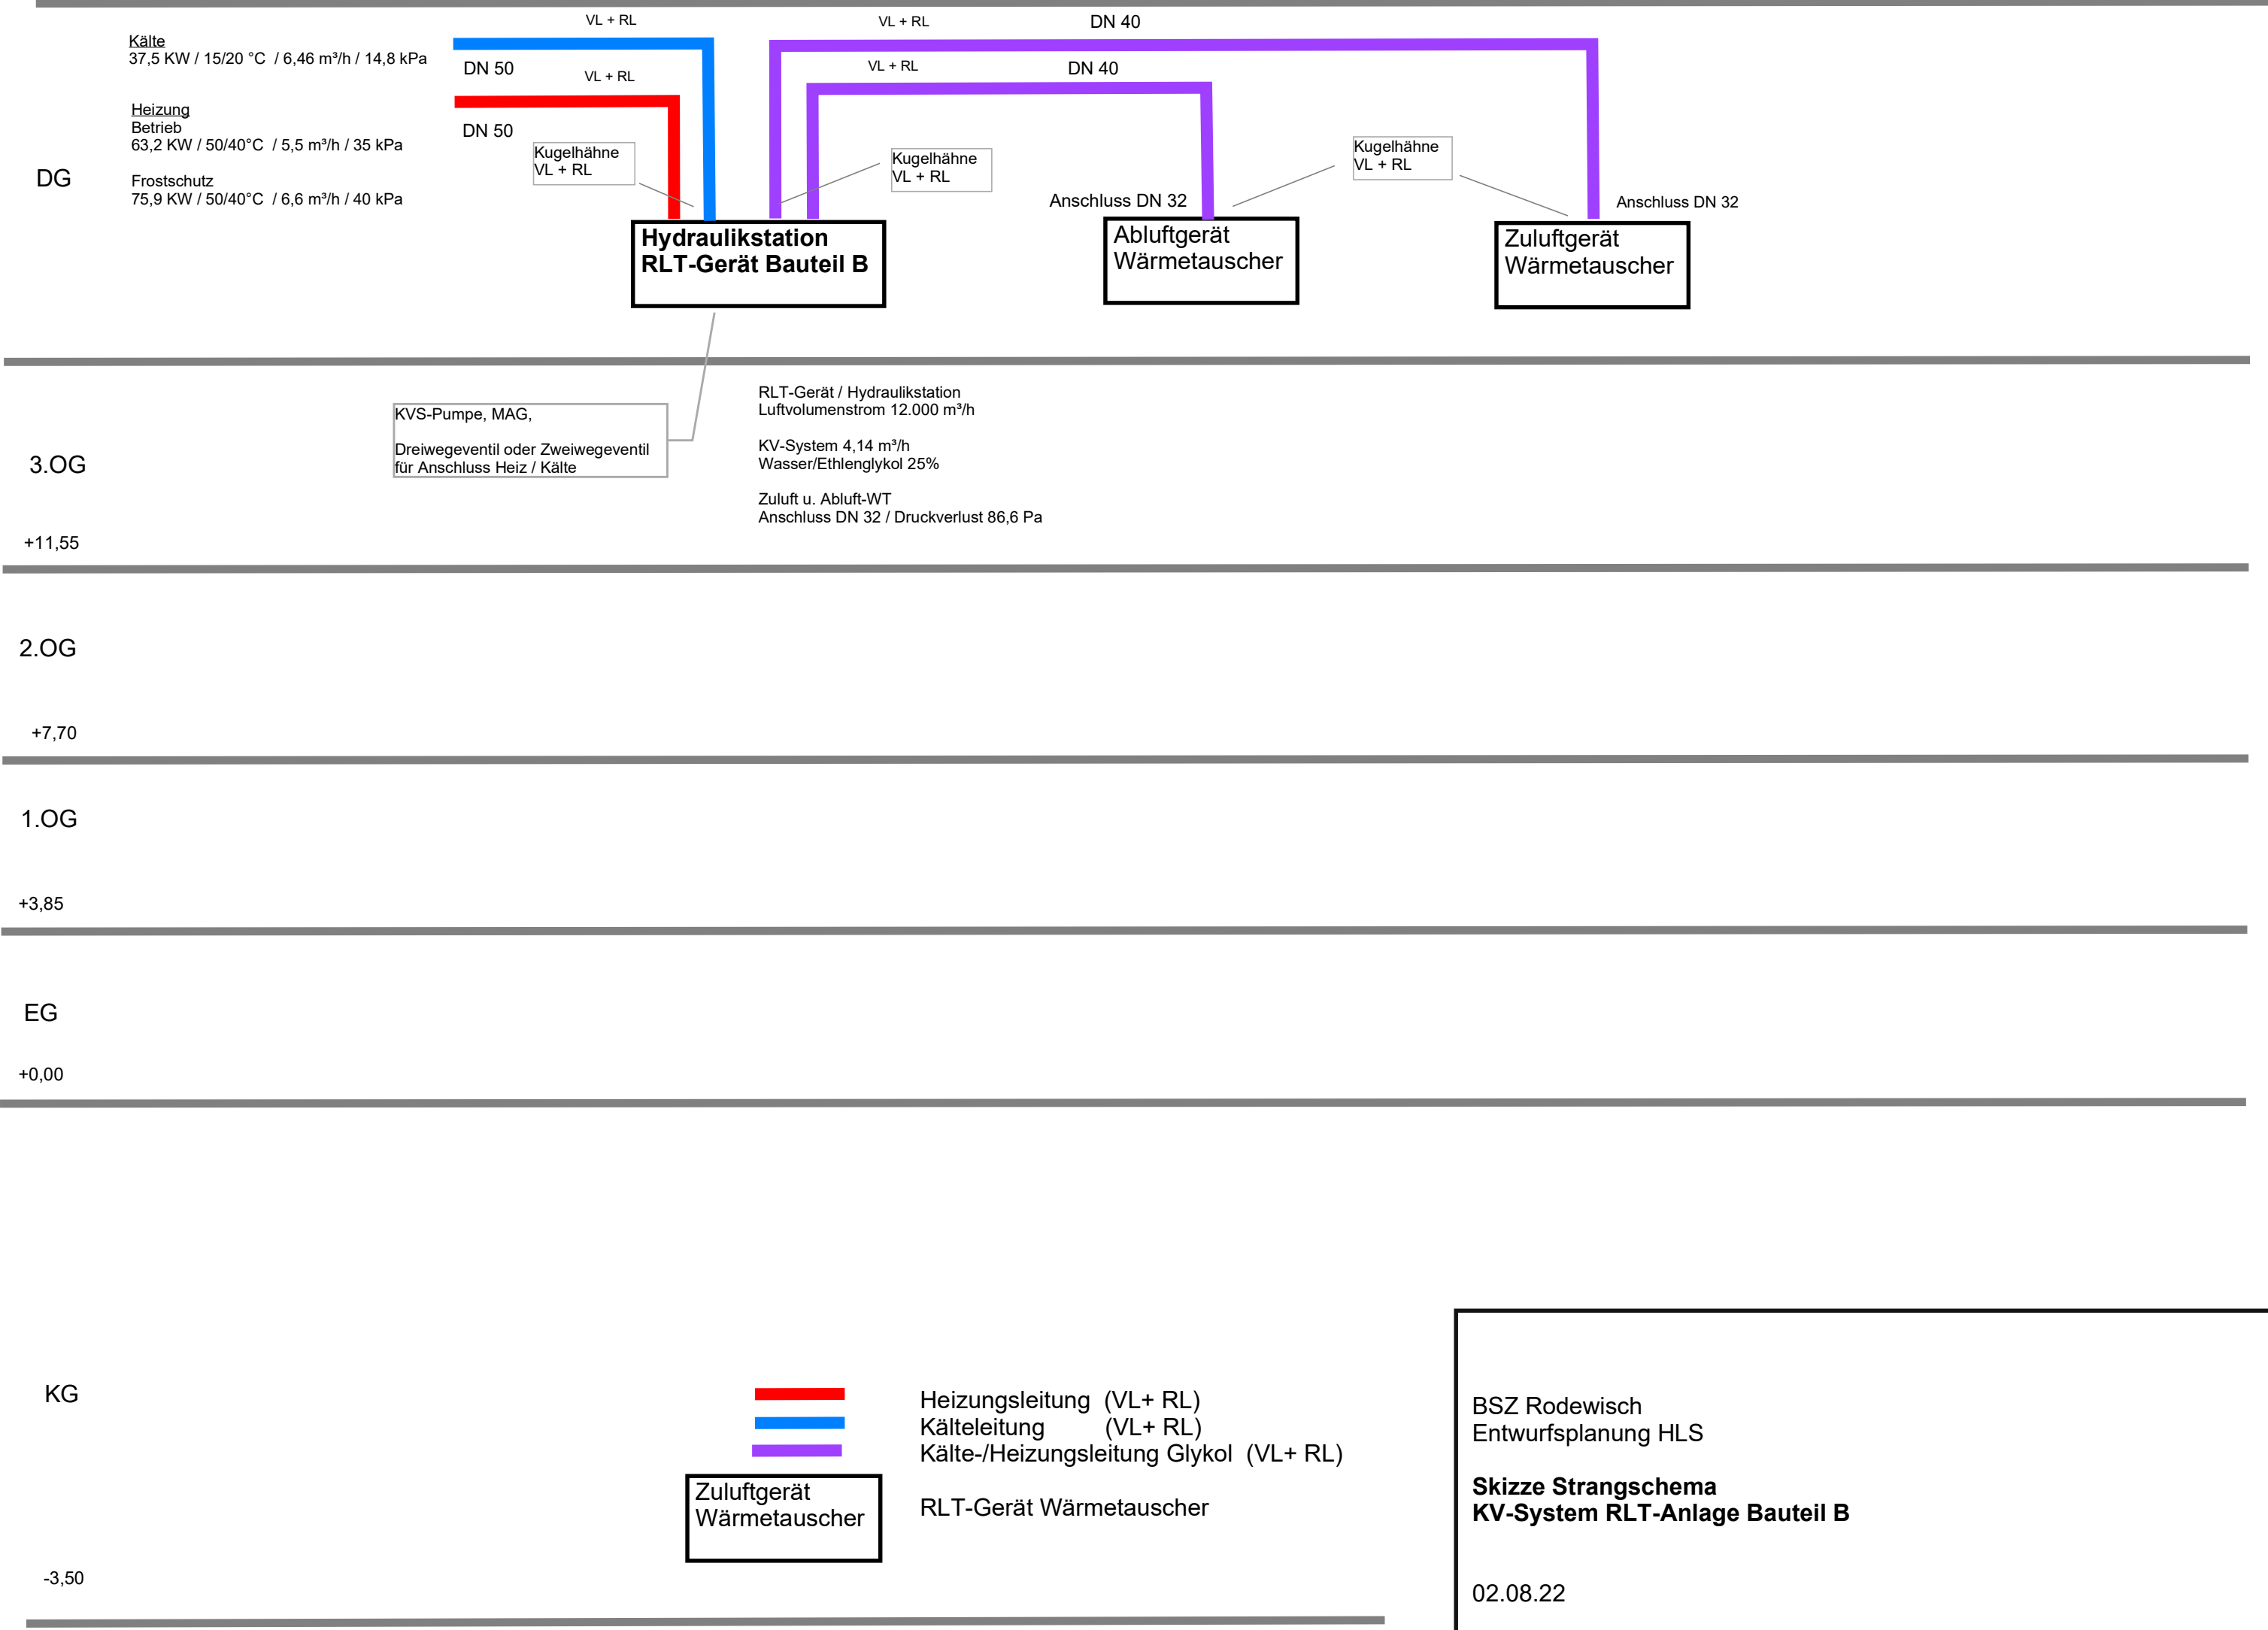 VL + RL
VL + RL
DN 40
Kälte
37,5 KW / 15/20 °C / 6,46 m³/h / 14,8 kPa
DN 50
VL + RL
VL + RL
DN 40
Heizung
Betrieb
63,2 KW / 50/40°C / 5,5 m³/h / 35 kPa
DN 50
Frostschutz
75,9 KW / 50/40°C / 6,6 m³/h / 40 kPa
DG
Kugelhähne
VL + RL
Kugelhähne
VL + RL
Kugelhähne
VL + RL
Anschluss DN 32
Anschluss DN 32
Hydraulikstation
RLT-Gerät Bauteil B
Abluftgerät
Wärmetauscher
Zuluftgerät
Wärmetauscher
KVS-Pumpe, MAG,
Dreiwegeventil oder Zweiwegeventil
für Anschluss Heiz / Kälte
RLT-Gerät / Hydraulikstation
Luftvolumenstrom 12.000 m³/h
KV-System 4,14 m³/h
Wasser/Ethlenglykol 25%
Zuluft u. Abluft-WT
Anschluss DN 32 / Druckverlust 86,6 Pa
3.OG
+11,55
2.OG
+7,70
1.OG
+3,85
EG
+0,00
KG
-3,50
Heizungsleitung (VL+ RL)
Kälteleitung (VL+ RL)
Kälte-/Heizungsleitung Glykol (VL+ RL)
Zuluftgerät
Wärmetauscher
RLT-Gerät Wärmetauscher
BSZ Rodewisch
Entwurfsplanung HLS
Skizze Strangschema
KV-System RLT-Anlage Bauteil B
02.08.22